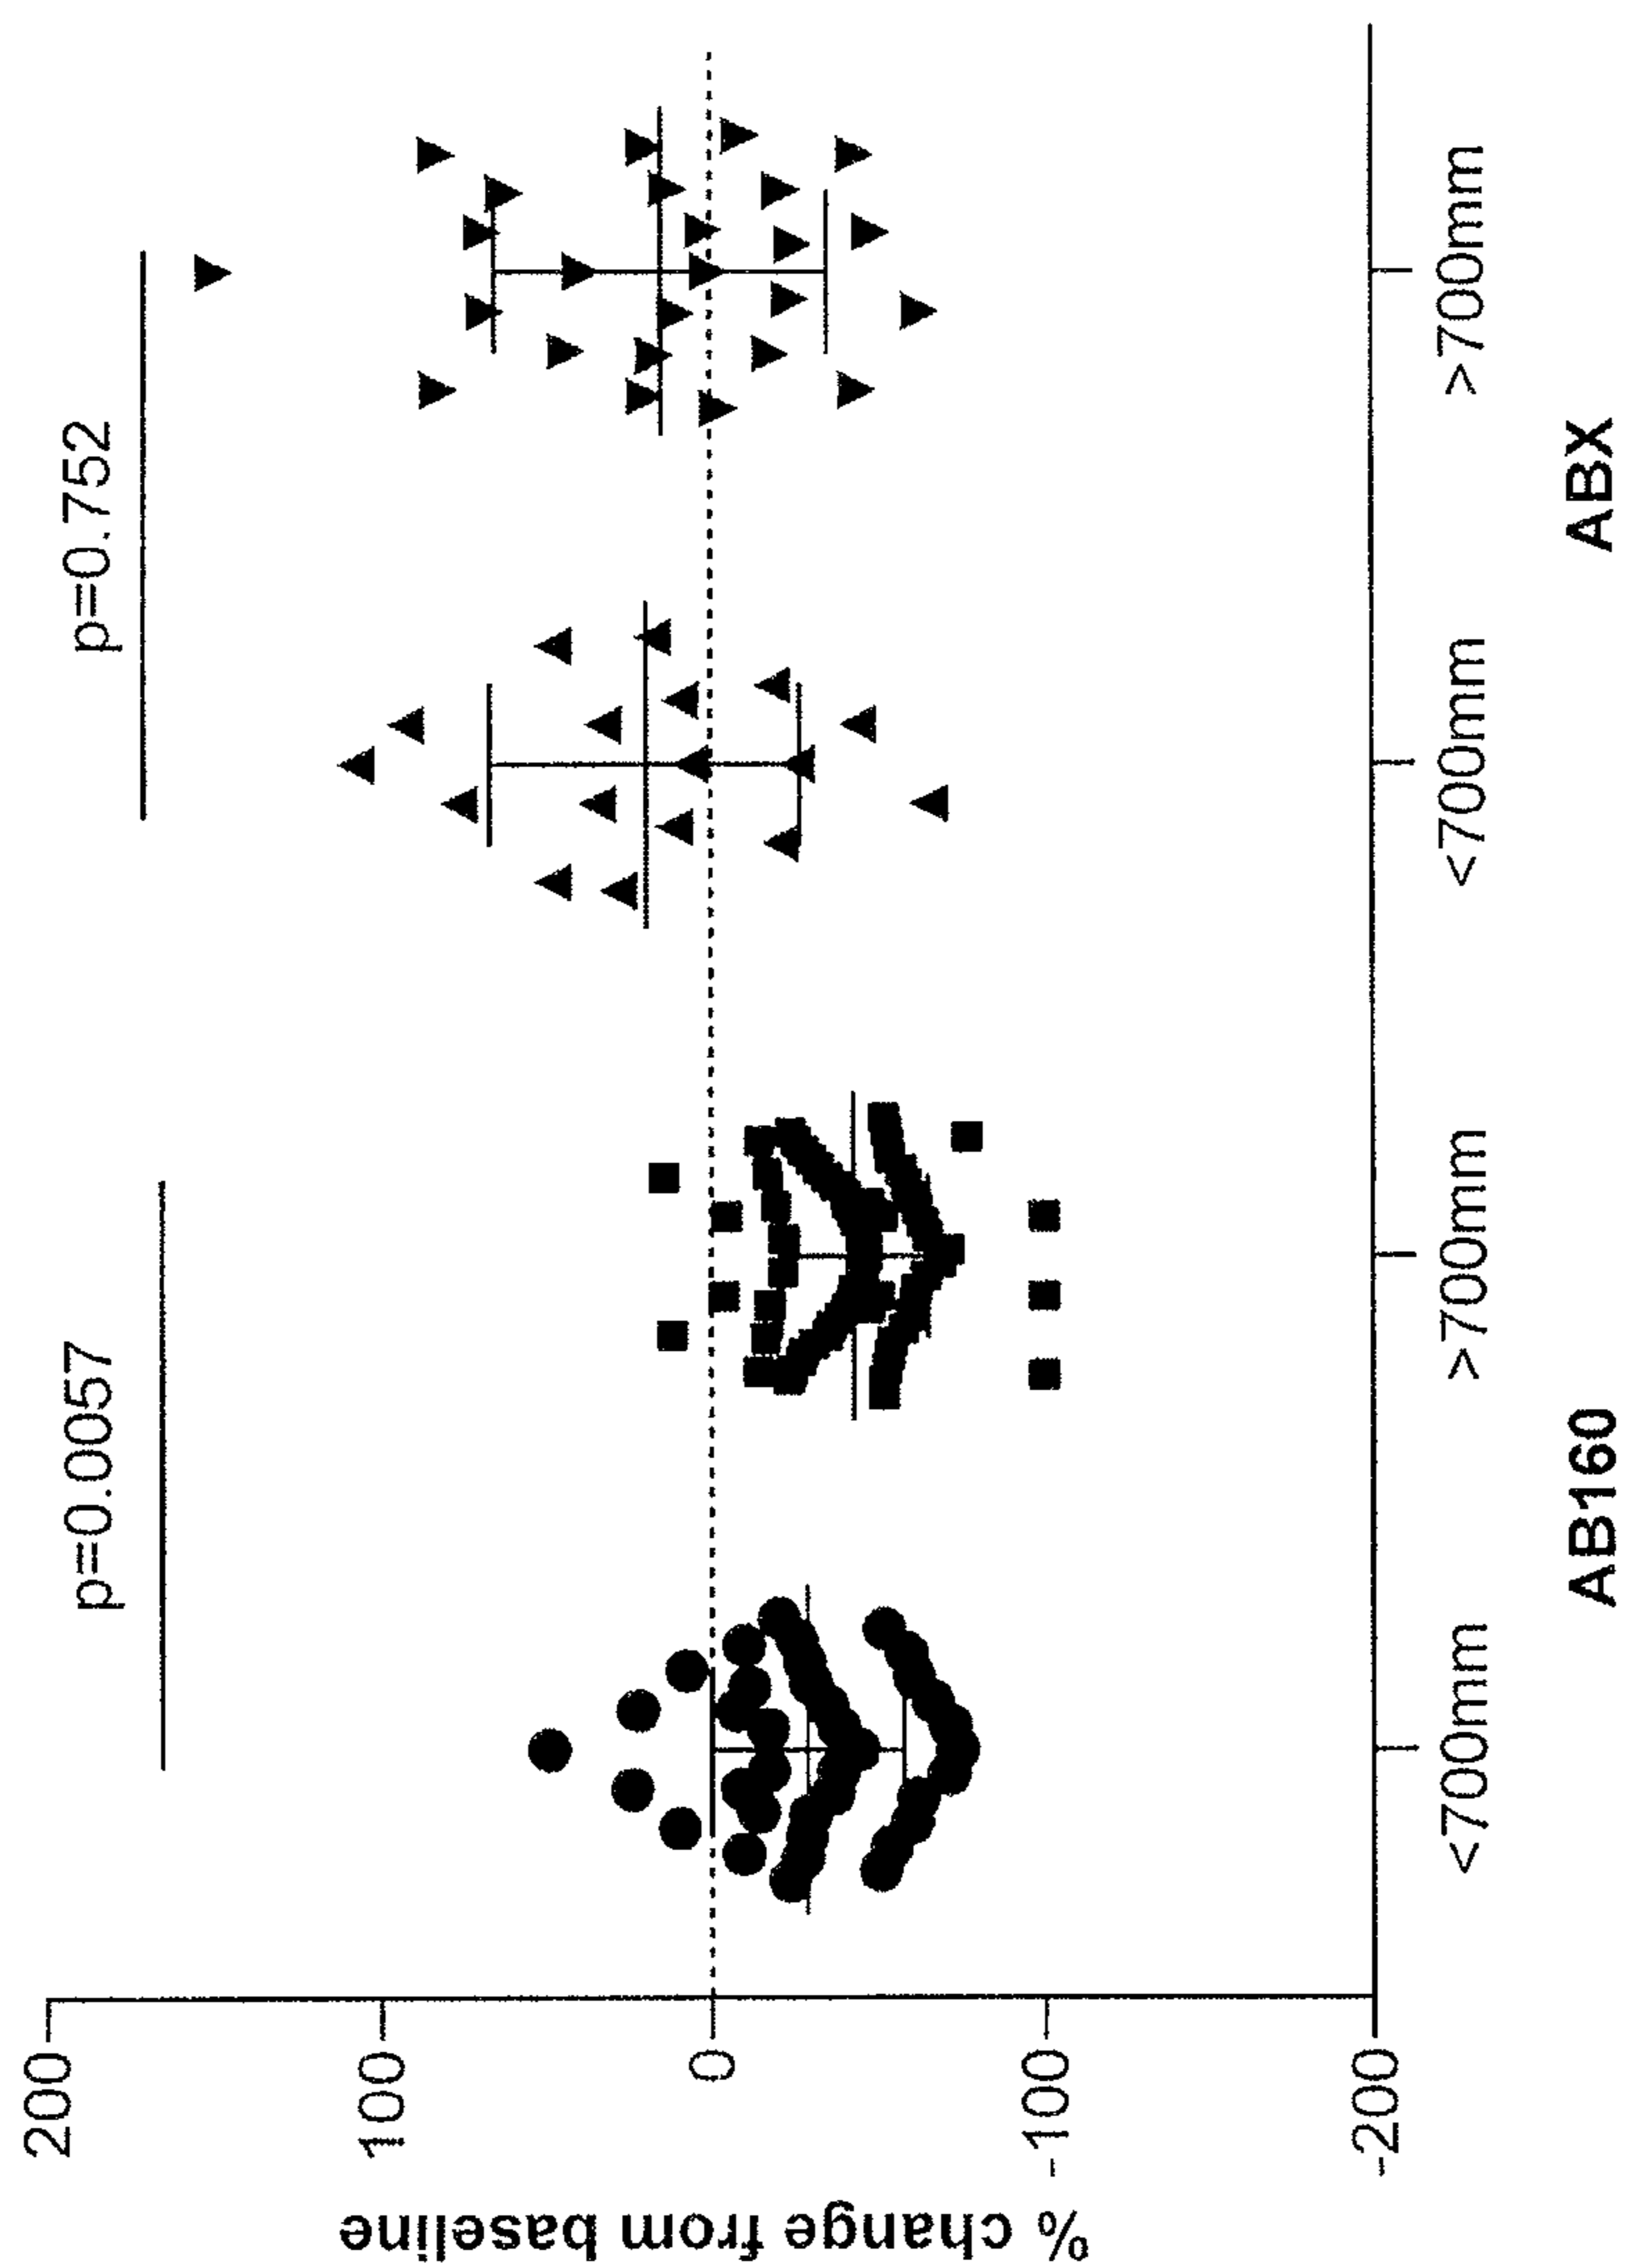 % change from baseline
200
100
0
-100
-200
p=0.0057
p=0.752
<700mm
>700mm
<700mm
>700mm
AB160
ABX